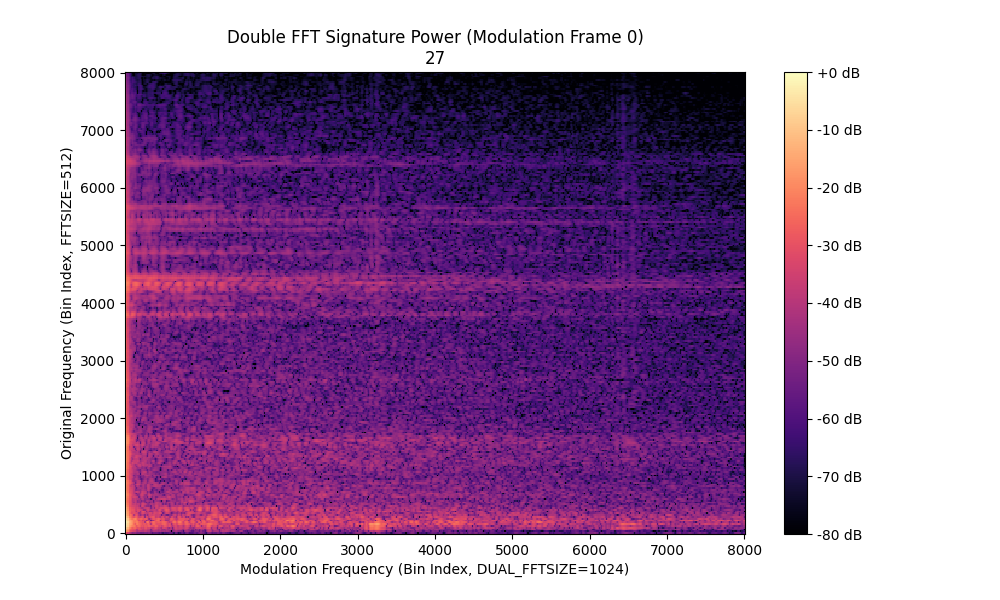 Double FFT Signature Power (Modulation Frame 0)
27
Original Frequency (Bin Index, FFTSIZE=512)
8000
7000
6000
5000
4000
3000
2000
1000
0
0 1000 2000 3000 4000 5000 6000 7000 8000
Modulation Frequency (Bin Index, DUAL_FFTSIZE=1024)
+0 dB
-10 dB
-20 dB
-30 dB
-40 dB
-50 dB
-60 dB
-70 dB
-80 dB